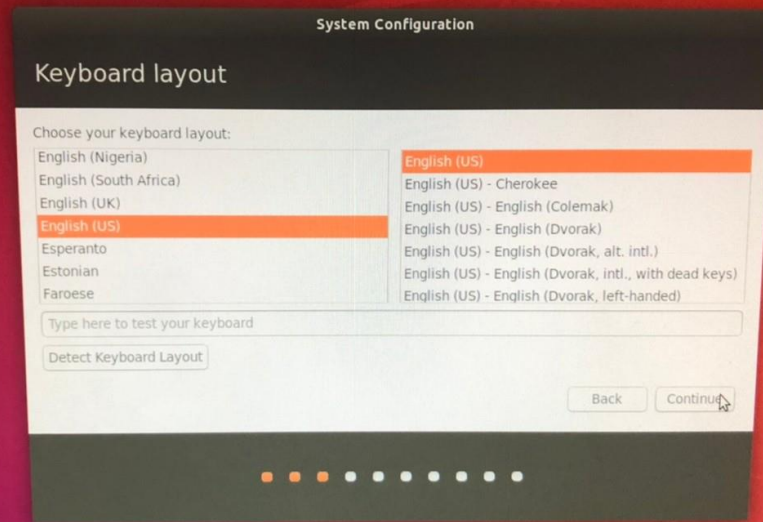 System Configuration
Keyboard layout
Choose your keyboard layout:
English (Nigeria)
English (South Africa)
English (UK)
English (US)
Esperanto
Estonian
Faroese
English (US)
English (US) - Cherokee
English (US) - English (Colemak)
English (US) - English (Dvorak)
English (US) - English (Dvorak, alt. intl.)
English (US) - English (Dvorak, intl., with dead keys)
English (US) - English (Dvorak, left-handed)
Type here to test your keyboard
Detect Keyboard Layout
Back
Continue